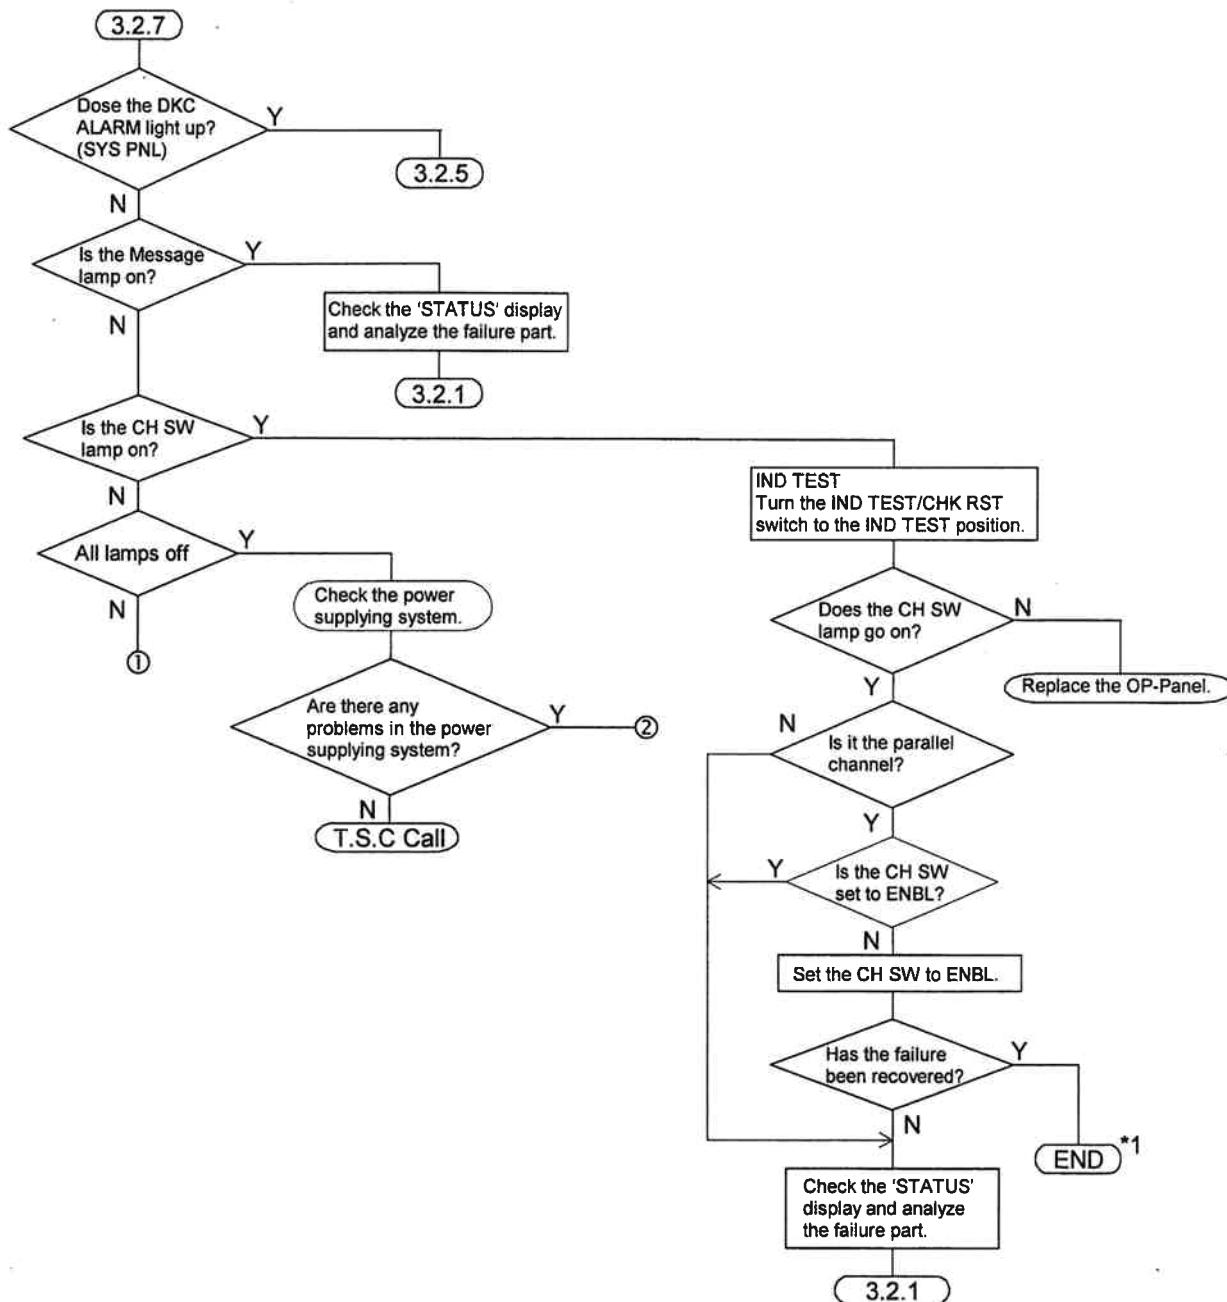 3.2.7
Dose the DKC
ALARM light up?
(SYS PNL)
Y
3.2.5
N
Is the Message
lamp on?
Y
Check the 'STATUS' display
and analyze the failure part.
3.2.1
N
Is the CH SW
lamp on?
Y
IND TEST
Turn the IND TEST/CHK RST
switch to the IND TEST position.
N
All lamps off
Y
Check the power
supplying system.
N
①
Are there any
problems in the power
supplying system?
Y
②
N
T.S.C Call
Does the CH SW
lamp go on?
N
Replace the OP-Panel.
Y
Is it the parallel
channel?
N
Y
Is the CH SW
set to ENBL?
Y
N
Set the CH SW to ENBL.
Has the failure
been recovered?
Y
END *1
N
Check the 'STATUS'
display and analyze
the failure part.
3.2.1